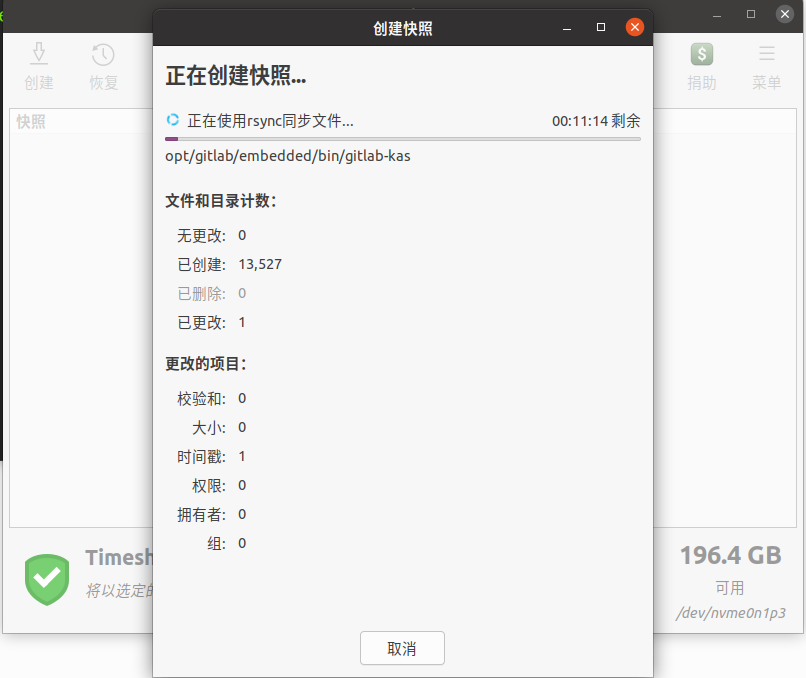 创建快照
创建
恢复
捐助
菜单
快照
正在创建快照...
正在使用rsync同步文件...
00:11:14 剩余
opt/gitlab/embedded/bin/gitlab-kas
文件和目录计数：
无更改: 0
已创建: 13,527
已删除: 0
已更改: 1
更改的项目：
校验和: 0
大小: 0
时间戳: 1
权限: 0
拥有者: 0
组: 0
Timesh
将以选定的
196.4 GB
可用
/dev/nvme0n1p3
取消